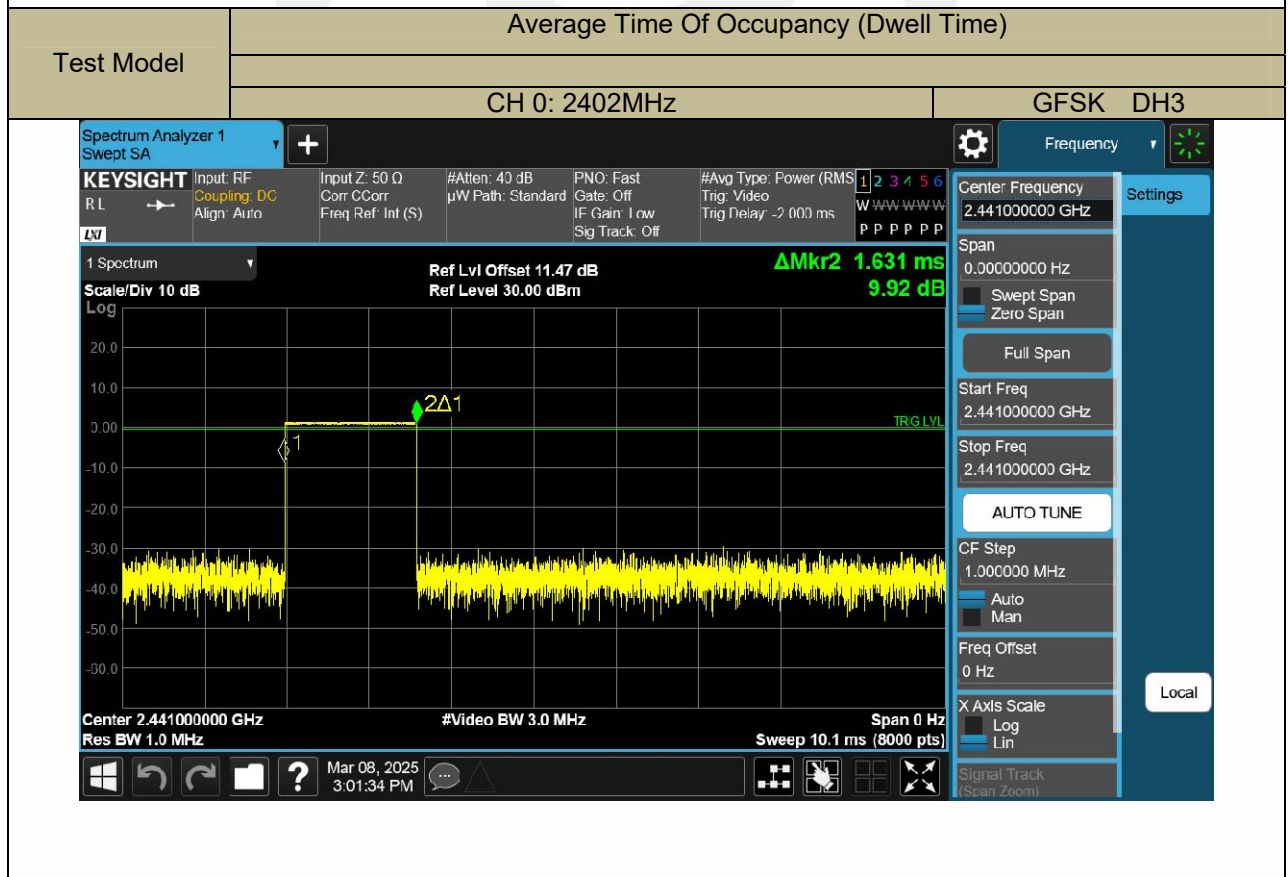 Average Time Of Occupancy (Dwell Time)
Test Model
CH 0: 2402MHz GFSK DH3
Spectrum Analyzer 1
Swept SA
+
Frequency
KEYSIGHT
R L
LXI
Input: RF
Coupling: DC
Align: Auto
Input Z: 50 Ω
Corr CCorr
Freq Ref: Int (S)
#Atten: 40 dB
µW Path: Standard
PNO: Fast
Gate: Off
IF Gain: Low
Sig Track: Off
#Avg Type: Power (RMS
Trig: Video
Trig Delay: -2.000 ms
1 2 3 4 5 6
W W W W W W
P P P P P P
1 Spectrum
Scale/Div 10 dB
Log
Ref Lvl Offset 11.47 dB
Ref Level 30.00 dBm
ΔMkr2 1.631 ms
9.92 dB
20.0
10.0
0.00
-10.0
-20.0
-30.0
-40.0
-50.0
-60.0
2Δ1
1
TRIG LVL
Center 2.441000000 GHz
Res BW 1.0 MHz
#Video BW 3.0 MHz
Span 0 Hz
Sweep 10.1 ms (8000 pts)
Mar 08, 2025
3:01:34 PM
Center Frequency
2.441000000 GHz
Settings
Span
0.00000000 Hz
Swept Span
Zero Span
Full Span
Start Freq
2.441000000 GHz
Stop Freq
2.441000000 GHz
AUTO TUNE
CF Step
1.000000 MHz
Auto
Man
Freq Offset
0 Hz
X Axis Scale
Log
Lin
Local
Signal Track
(Span Zoom)